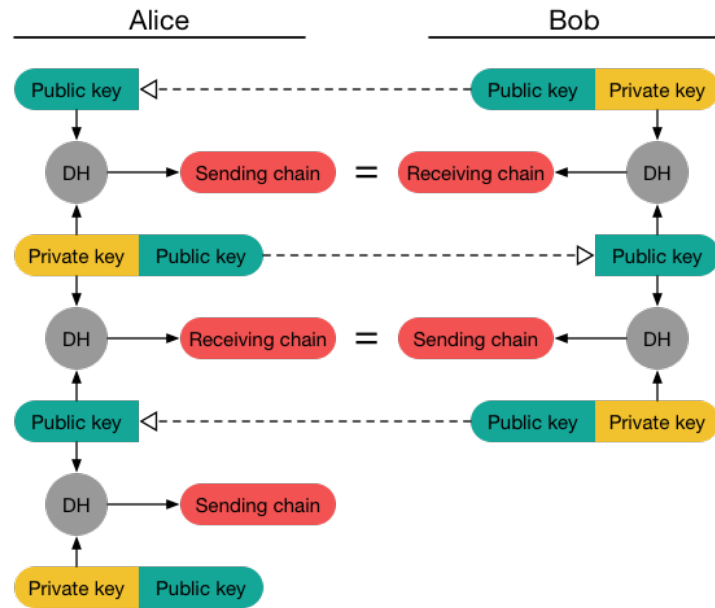 Alice Bob
Public key Public key Private key
DH Sending chain = Receiving chain DH
Private key Public key Public key
DH Receiving chain = Sending chain DH
Public key Public key Private key
DH Sending chain
Private key Public key